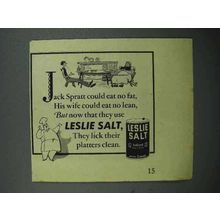 Jack Spratt could eat no fat,
His wife could eat no lean,
But now that they use
LESLIE SALT,
They lick their
platters clean.
LESLIE
SALT
15